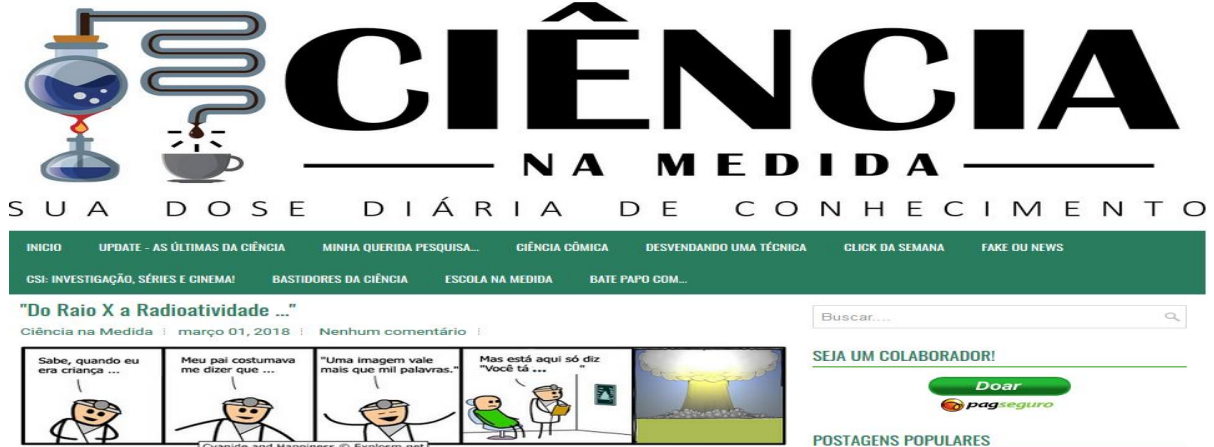 CIÊNCIA
NA MEDIDA
SUA DOSE DIÁRIA DE CONHECIMENTO
INICIO UPDATE - AS ÚLTIMAS DA CIÊNCIA MINHA QUERIDA PESQUISA... CIÊNCIA CÔMICA DESVENDANDO UMA TÉCNICA CLICK DA SEMANA FAKE OU NEWS
CSI: INVESTIGAÇÃO, SÉRIES E CINEMA! BASTIDORES DA CIÊNCIA ESCOLA NA MEDIDA BATE PAPO COM...
"Do Raio X a Radioatividade ..."
Ciência na Medida março 01, 2018 Nenhum comentário
Sabe, quando eu
era criança ...
Meu pai costumava
me dizer que ...
"Uma imagem vale
mais que mil palavras."
Mas está aqui só diz
"Você tá ... "
Cyanide and Happiness © Explosm.net
Buscar....
SEJA UM COLABORADOR!
Doar
pagseguro
POSTAGENS POPULARES